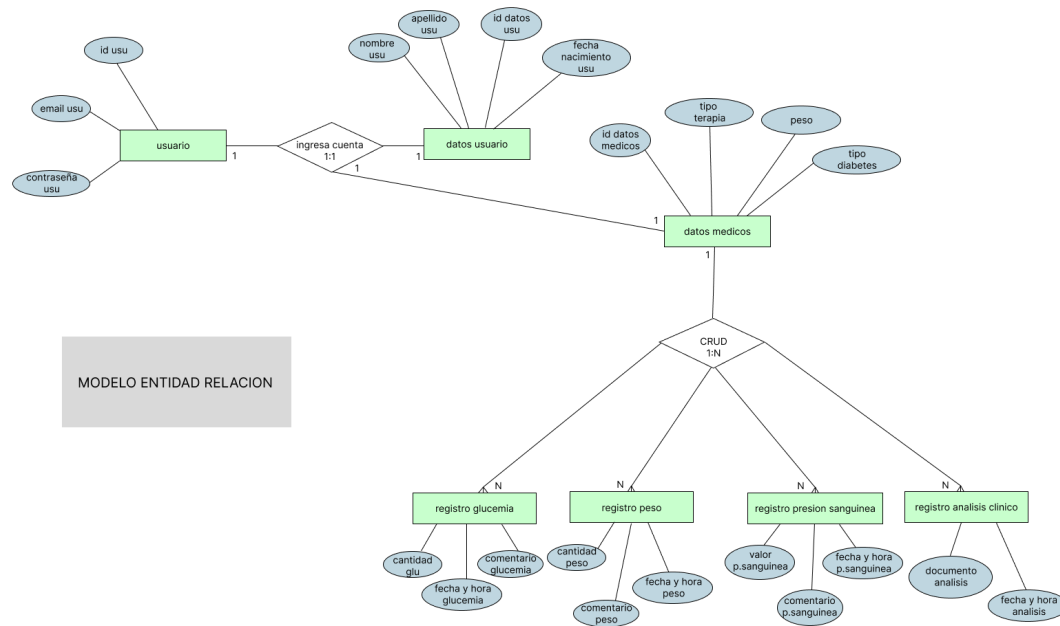 apellido
usu
id datos
usu
nombre
usu
fecha
nacimiento
usu
id usu
email usu
contraseña
usu
usuario
1
ingresa cuenta
1:1
1
datos usuario
1
tipo
terapia
peso
id datos
medicos
tipo
diabetes
1
datos medicos
1
CRUD
1:N
MODELO ENTIDAD RELACION
N
N
N
N
registro glucemia
registro peso
registro presion sanguinea
registro analisis clinico
cantidad
glu
comentario
glucemia
fecha y hora
glucemia
cantidad
peso
comentario
peso
fecha y hora
peso
valor
p.sanguinea
fecha y hora
p.sanguinea
comentario
p.sanguinea
documento
analisis
fecha y hora
analisis